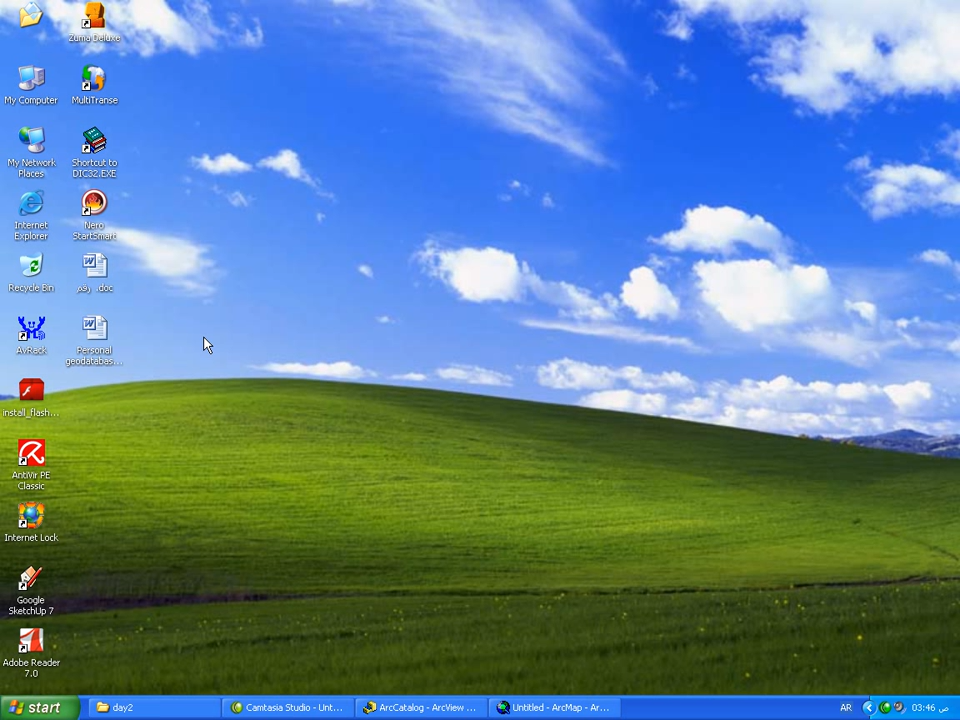 Zuma Deluxe
My Computer
MultiTranse
My Network
Places
Shortcut to
DIC32.EXE
Internet
Explorer
Nero
StartSmart
Recycle Bin
رقم .doc
AvRack
Personal
geodatabas...
install_flash...
AntiVir PE
Classic
Internet Lock
Google
SketchUp 7
Adobe Reader
7.0
start
day2
Camtasia Studio - Unt...
ArcCatalog - ArcView ...
Untitled - ArcMap - Ar...
AR
03:46 ص